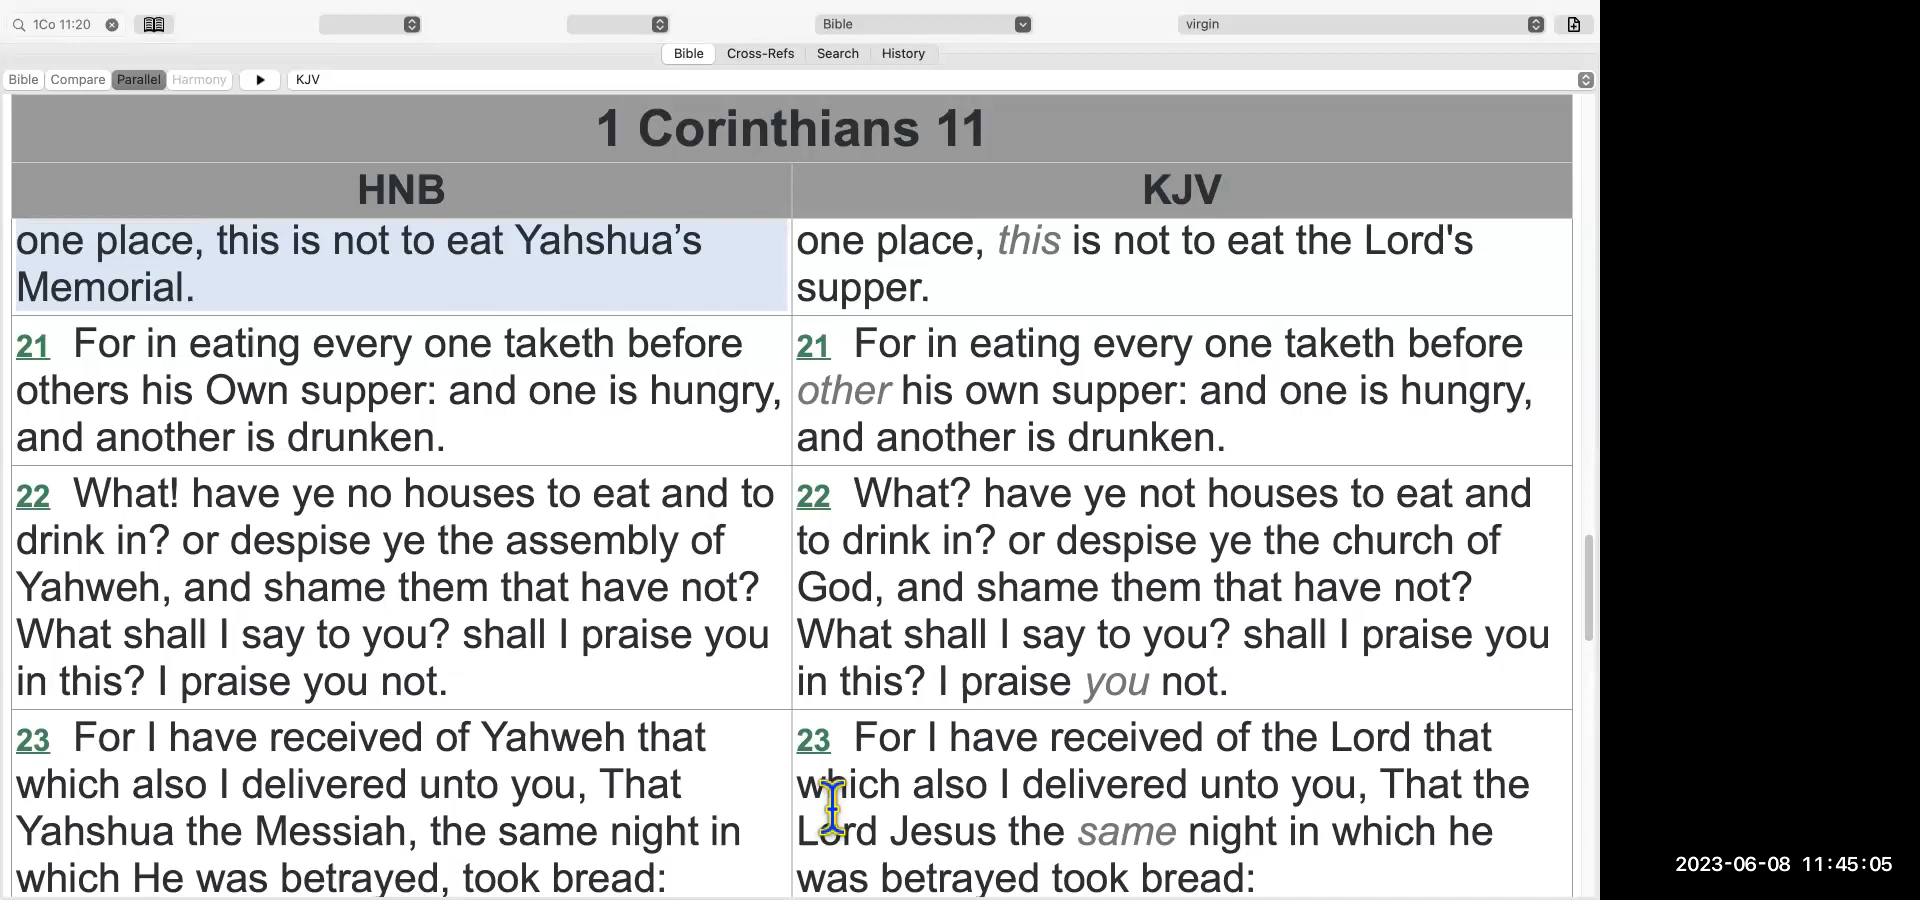 1Co 11:20
Bible
virgin
Bible
Cross-Refs
Search
History
Bible
Compare
Parallel
Harmony
KJV
1 Corinthians 11
HNB
one place, this is not to eat Yahshua’s
Memorial.
21 For in eating every one taketh before
others his Own supper: and one is hungry,
and another is drunken.
22 What! have ye no houses to eat and to
drink in? or despise ye the assembly of
Yahweh, and shame them that have not?
What shall I say to you? shall I praise you
in this? I praise you not.
23 For I have received of Yahweh that
which also I delivered unto you, That
Yahshua the Messiah, the same night in
which He was betrayed, took bread:
KJV
one place, this is not to eat the Lord's
supper.
21 For in eating every one taketh before
other his own supper: and one is hungry,
and another is drunken.
22 What? have ye not houses to eat and
to drink in? or despise ye the church of
God, and shame them that have not?
What shall I say to you? shall I praise you
in this? I praise you not.
23 For I have received of the Lord that
which also I delivered unto you, That the
Lord Jesus the same night in which he
was betrayed took bread:
2023-06-08 11:45:05